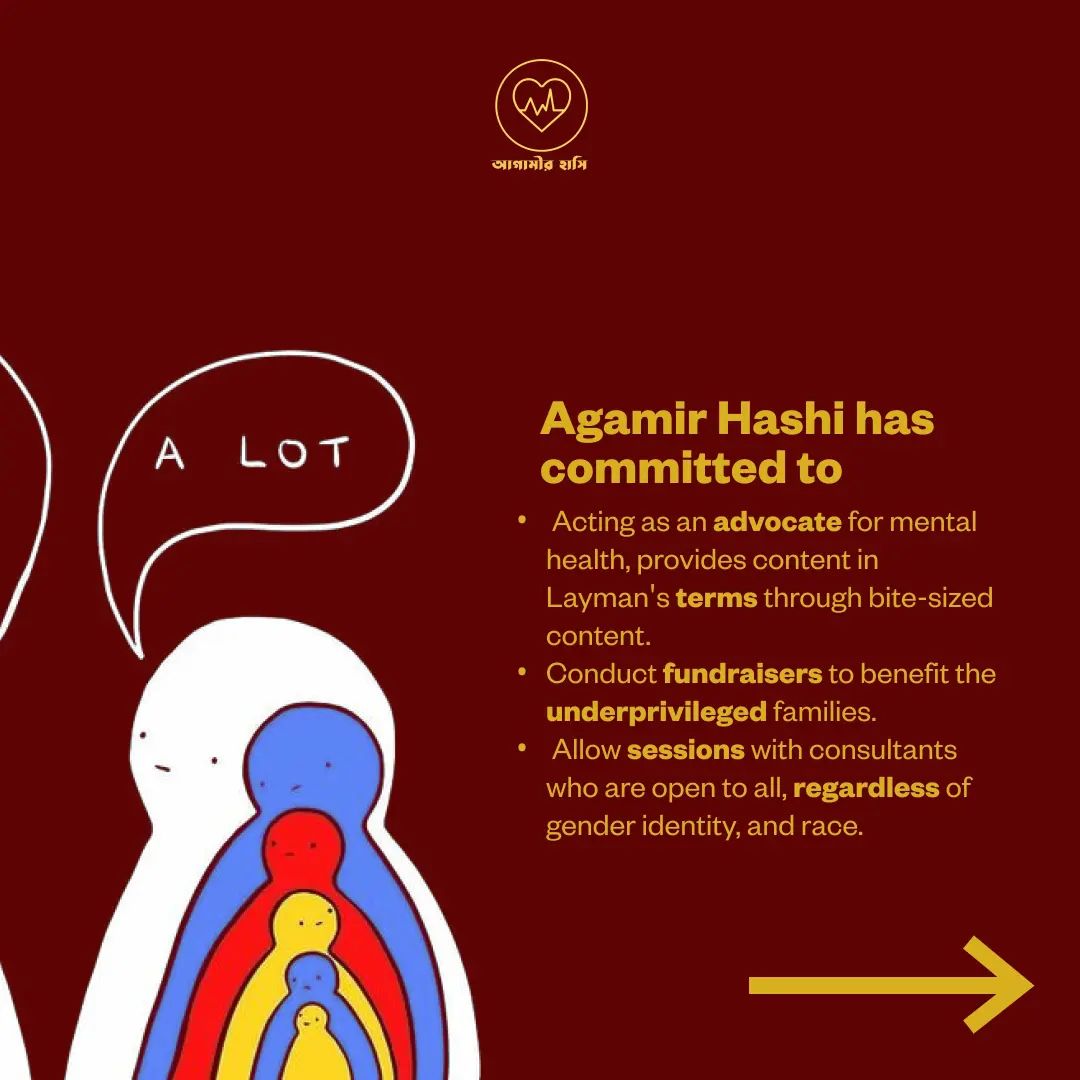 আগামীর হাসি
A LOT
Agamir Hashi has
committed to
• Acting as an advocate for mental
health, provides content in
Layman's terms through bite-sized
content.
• Conduct fundraisers to benefit the
underprivileged families.
• Allow sessions with consultants
who are open to all, regardless of
gender identity, and race.